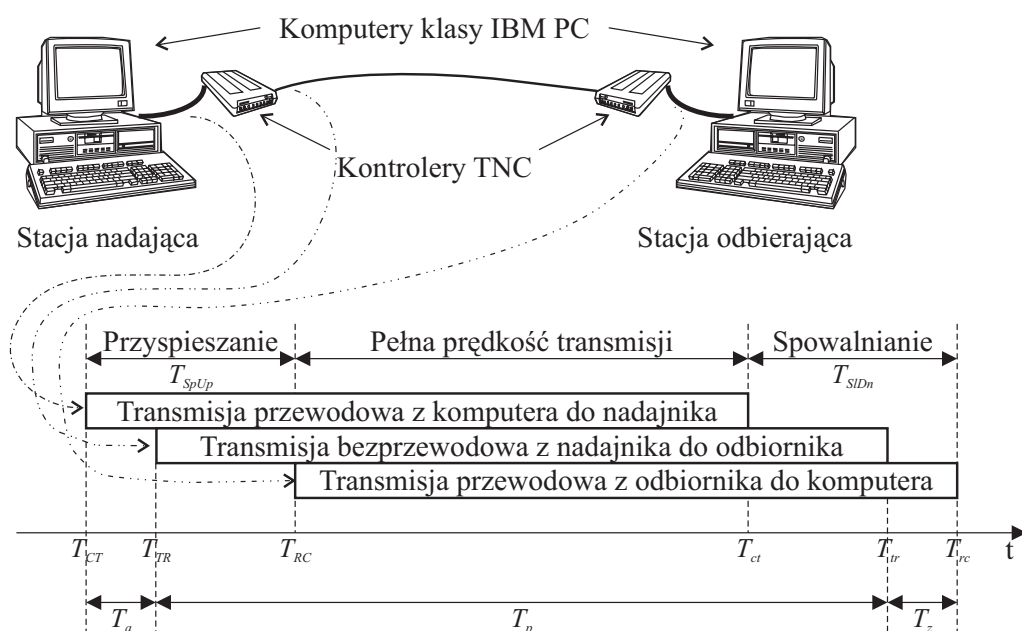 Komputery klasy IBM PC
Kontrolery TNC
Stacja nadająca
Stacja odbierająca
Przyspieszanie
Pełna prędkość transmisji
Spowalnianie
T_SpUp
T_SlDn
Transmisja przewodowa z komputera do nadajnika
Transmisja bezprzewodowa z nadajnika do odbiornika
Transmisja przewodowa z odbiornika do komputera
T_CT T_TR T_RC T_ct T_tr T_rc t
T_a T_p T_z